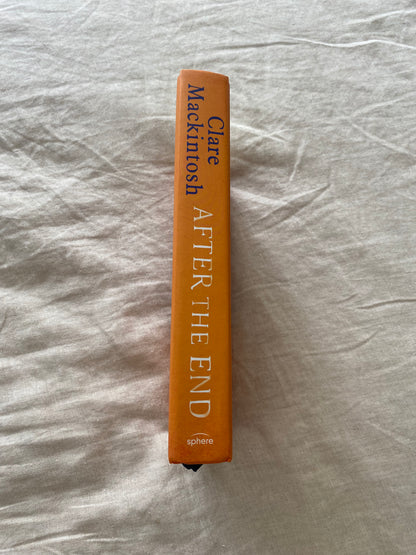 Clare
Mackintosh
AFTER THE END
sphere